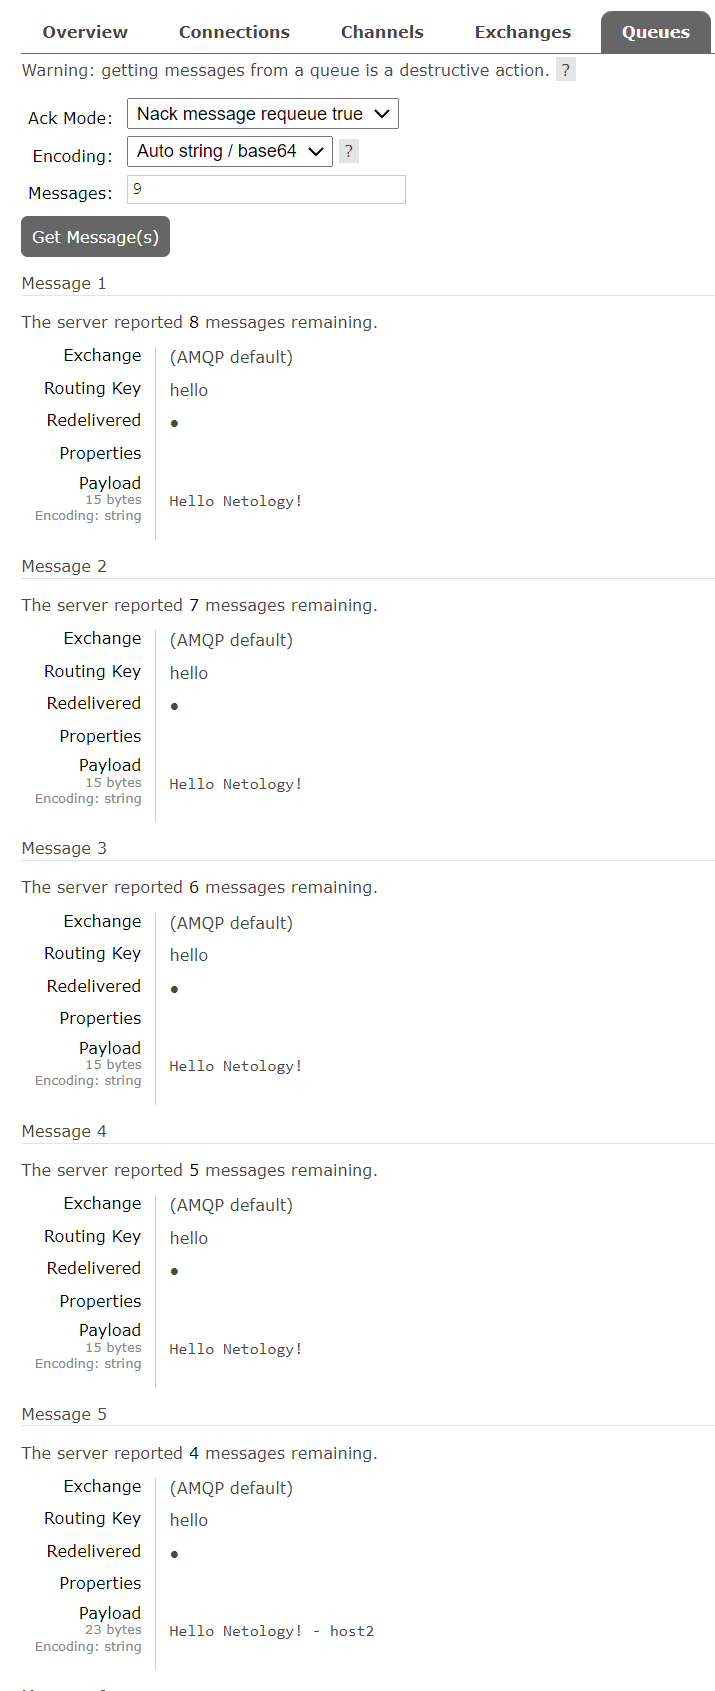 Overview Connections Channels Exchanges Queues
Warning: getting messages from a queue is a destructive action. ?
Ack Mode: Nack message requeue true
Encoding: Auto string / base64 ?
Messages: 9
Get Message(s)
Message 1
The server reported 8 messages remaining.
Exchange (AMQP default)
Routing Key hello
Redelivered ●
Properties
Payload
15 bytes Hello Netology!
Encoding: string
Message 2
The server reported 7 messages remaining.
Exchange (AMQP default)
Routing Key hello
Redelivered ●
Properties
Payload
15 bytes Hello Netology!
Encoding: string
Message 3
The server reported 6 messages remaining.
Exchange (AMQP default)
Routing Key hello
Redelivered ●
Properties
Payload
15 bytes Hello Netology!
Encoding: string
Message 4
The server reported 5 messages remaining.
Exchange (AMQP default)
Routing Key hello
Redelivered ●
Properties
Payload
15 bytes Hello Netology!
Encoding: string
Message 5
The server reported 4 messages remaining.
Exchange (AMQP default)
Routing Key hello
Redelivered ●
Properties
Payload
23 bytes Hello Netology! - host2
Encoding: string